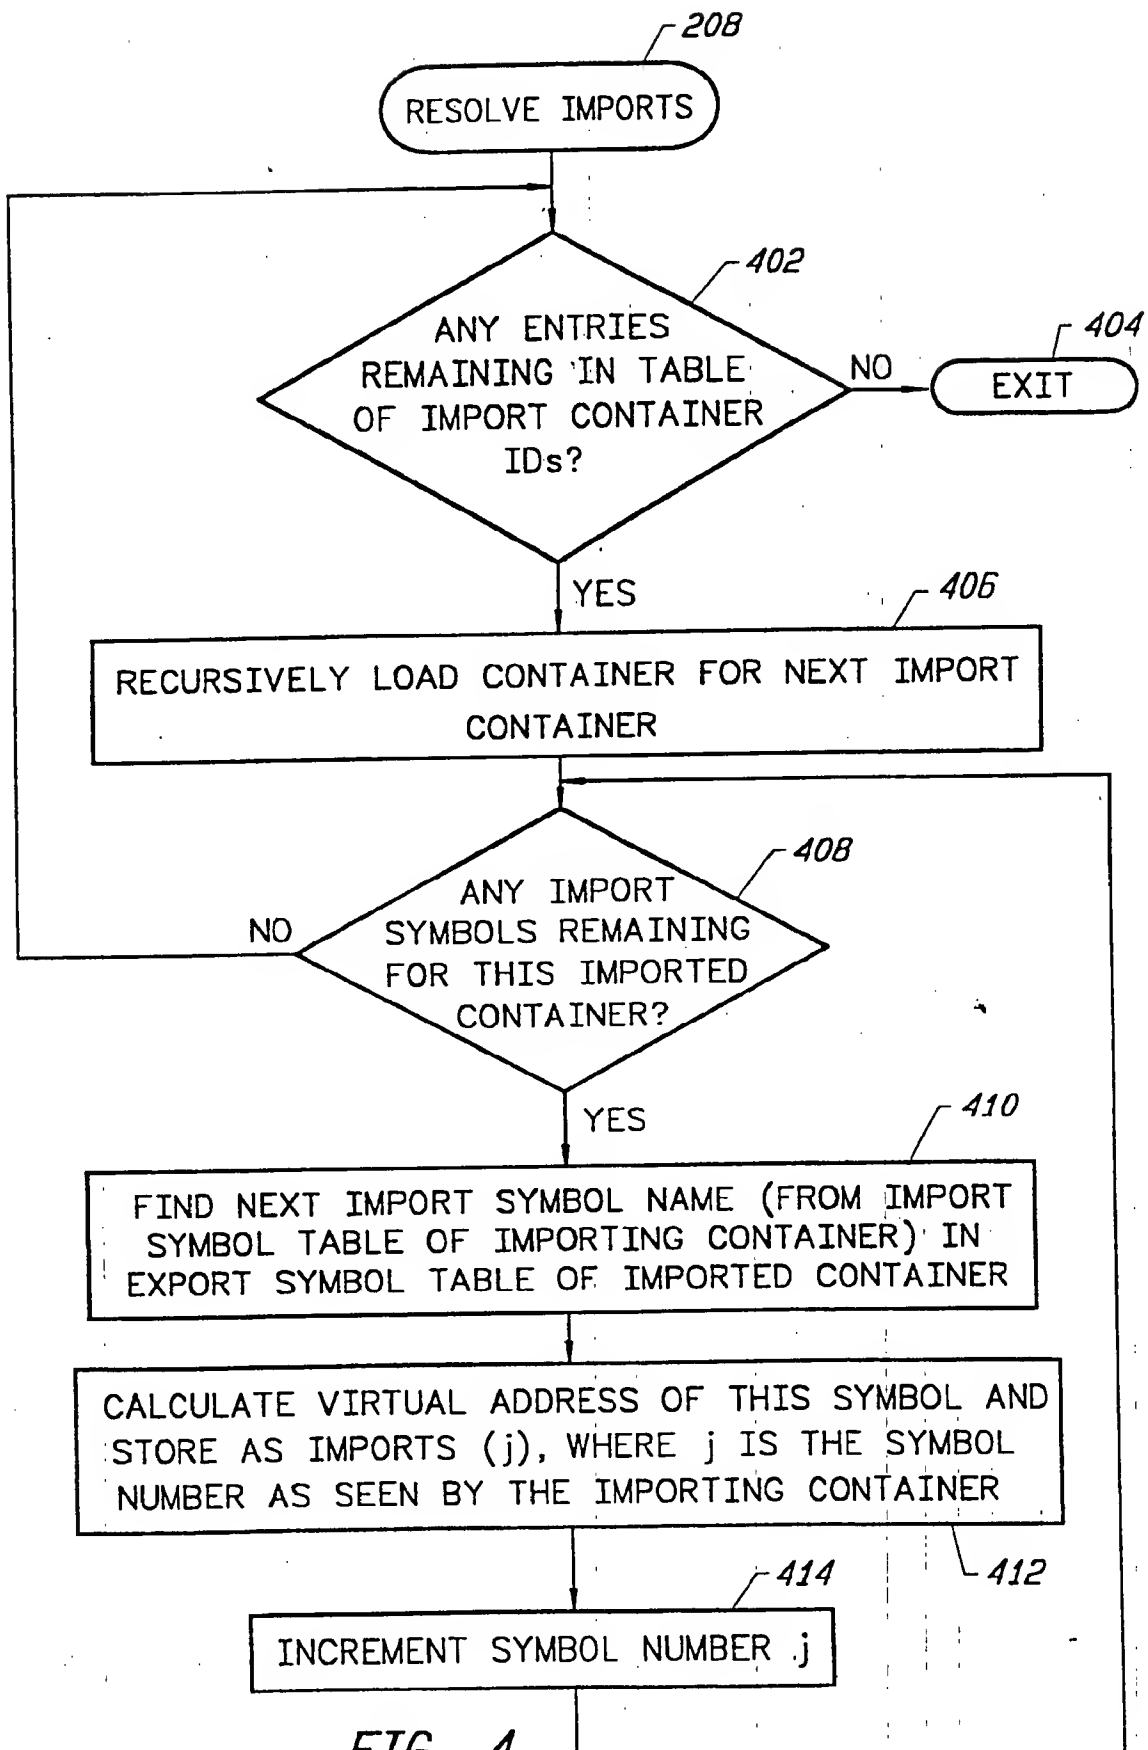 208
RESOLVE IMPORTS
402
ANY ENTRIES
REMAINING IN TABLE
OF IMPORT CONTAINER
IDs?
NO
404
EXIT
YES
406
RECURSIVELY LOAD CONTAINER FOR NEXT IMPORT
CONTAINER
408
ANY IMPORT
SYMBOLS REMAINING
FOR THIS IMPORTED
CONTAINER?
NO
YES
410
FIND NEXT IMPORT SYMBOL NAME (FROM IMPORT
SYMBOL TABLE OF IMPORTING CONTAINER) IN
EXPORT SYMBOL TABLE OF IMPORTED CONTAINER
CALCULATE VIRTUAL ADDRESS OF THIS SYMBOL AND
STORE AS IMPORTS (j), WHERE j IS THE SYMBOL
NUMBER AS SEEN BY THE IMPORTING CONTAINER
412
414
INCREMENT SYMBOL NUMBER j
FIG. 4